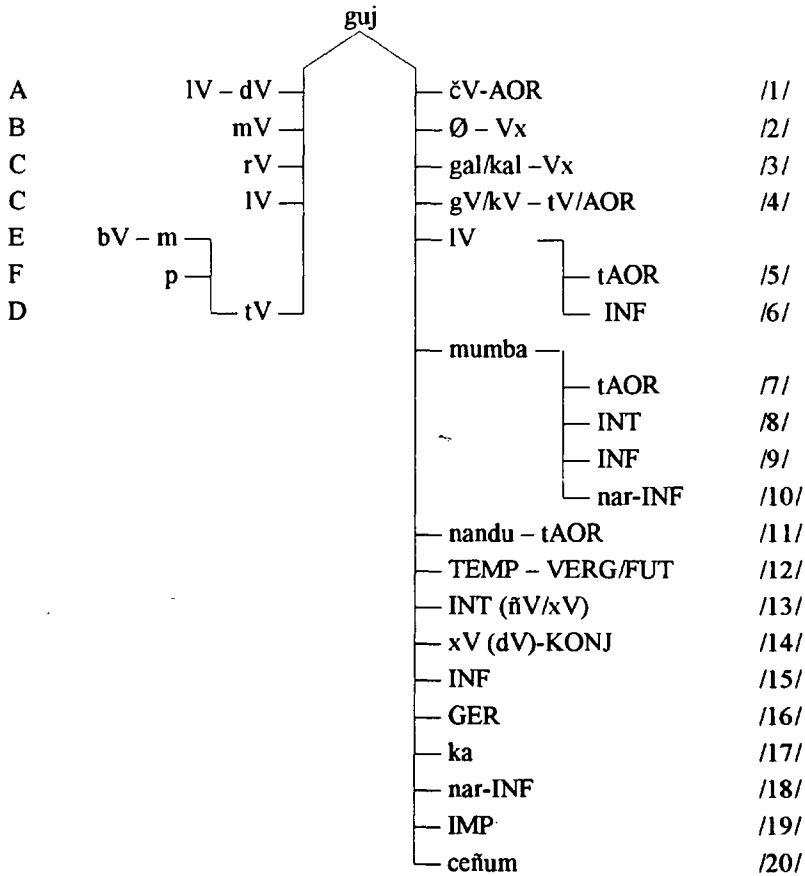 guj
A lV – dV čV-AOR /1/
B mV Ø – Vx /2/
C rV gal/kal –Vx /3/
C lV gV/kV – tV/AOR /4/
E bV – m lV
F p tAOR /5/
D tV INF /6/
mumba
tAOR /7/
INT /8/
INF /9/
nar-INF /10/
nandu – tAOR /11/
TEMP – VERG/FUT /12/
INT (ñV/xV) /13/
xV (dV)-KONJ /14/
INF /15/
GER /16/
ka /17/
nar-INF /18/
IMP /19/
ceñum /20/